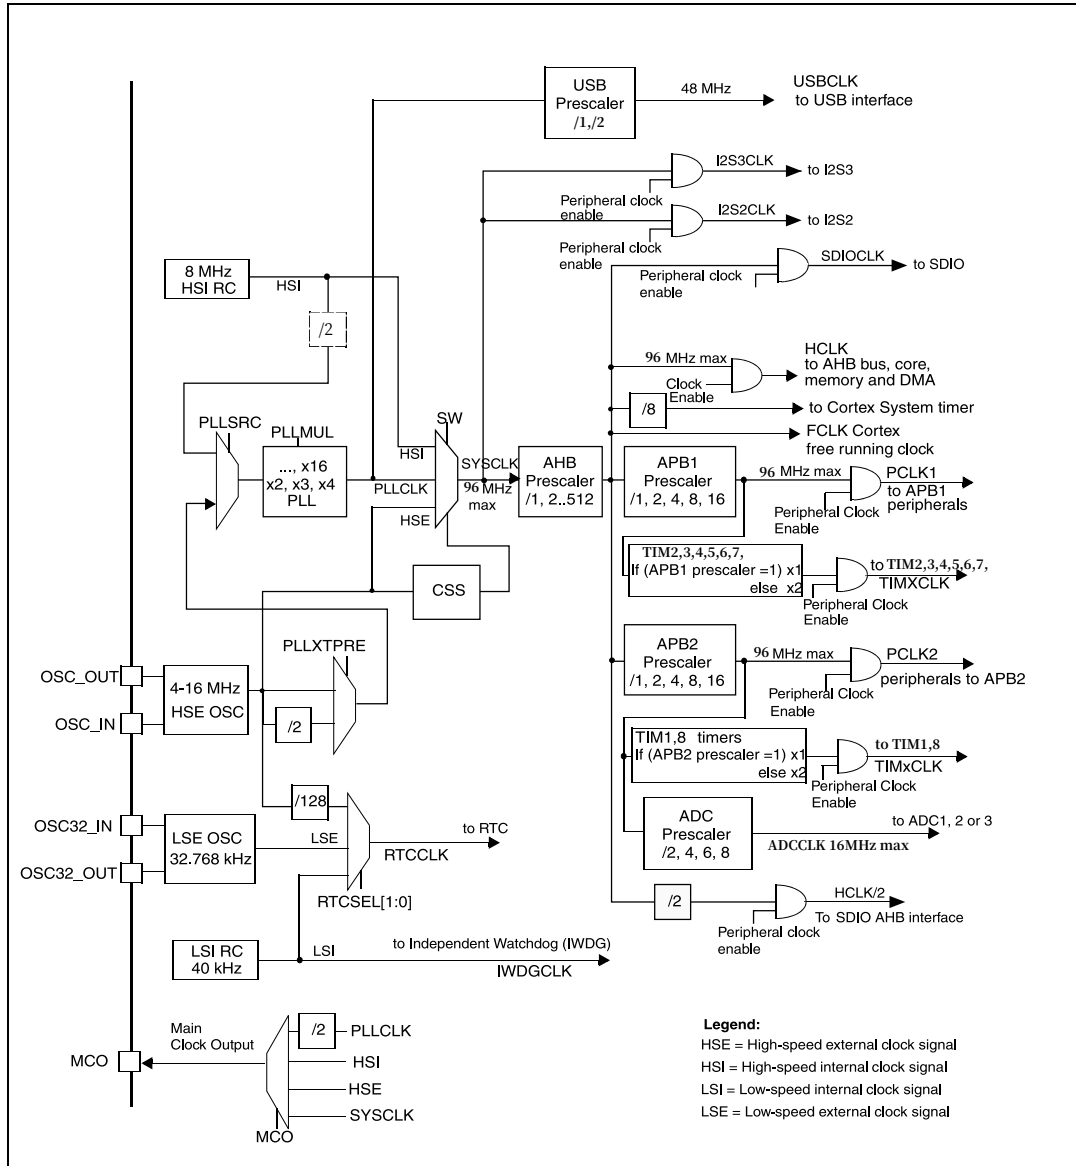 USB
Prescaler
/1,/2
48 MHz
USBCLK
to USB interface
I2S3CLK
to I2S3
Peripheral clock
enable
I2S2CLK
to I2S2
Peripheral clock
enable
SDIOCLK
to SDIO
Peripheral clock
enable
8 MHz
HSI RC
HSI
/2
96 MHz max
Clock
Enable
HCLK
to AHB bus, core,
memory and DMA
/8
to Cortex System timer
FCLK Cortex
free running clock
PLLSRC
PLLMUL
..., x16
x2, x3, x4
PLL
SW
HSI
PLLCLK
HSE
SYSCLK
96 MHz
max
AHB
Prescaler
/1, 2..512
APB1
Prescaler
/1, 2, 4, 8, 16
96 MHz max
PCLK1
to APB1
peripherals
Peripheral Clock
Enable
TIM2,3,4,5,6,7,
If (APB1 prescaler =1) x1
else x2
to TIM2,3,4,5,6,7,
TIMXCLK
Peripheral Clock
Enable
CSS
PLLXTPRE
OSC_OUT
OSC_IN
4-16 MHz
HSE OSC
/2
APB2
Prescaler
/1, 2, 4, 8, 16
96 MHz max
PCLK2
peripherals to APB2
Peripheral Clock
Enable
TIM1,8 timers
If (APB2 prescaler =1) x1
else x2
to TIM1,8
TIMxCLK
Peripheral Clock
Enable
/128
OSC32_IN
OSC32_OUT
LSE OSC
32.768 kHz
LSE
to RTC
RTCCLK
RTCSEL[1:0]
ADC
Prescaler
/2, 4, 6, 8
to ADC1, 2 or 3
ADCCLK 16MHz max
/2
HCLK/2
To SDIO AHB interface
Peripheral clock
enable
LSI RC
40 kHz
LSI
to Independent Watchdog (IWDG)
IWDGCLK
MCO
Main
Clock Output
/2
PLLCLK
HSI
HSE
SYSCLK
MCO
Legend:
HSE = High-speed external clock signal
HSI = High-speed internal clock signal
LSI = Low-speed internal clock signal
LSE = Low-speed external clock signal